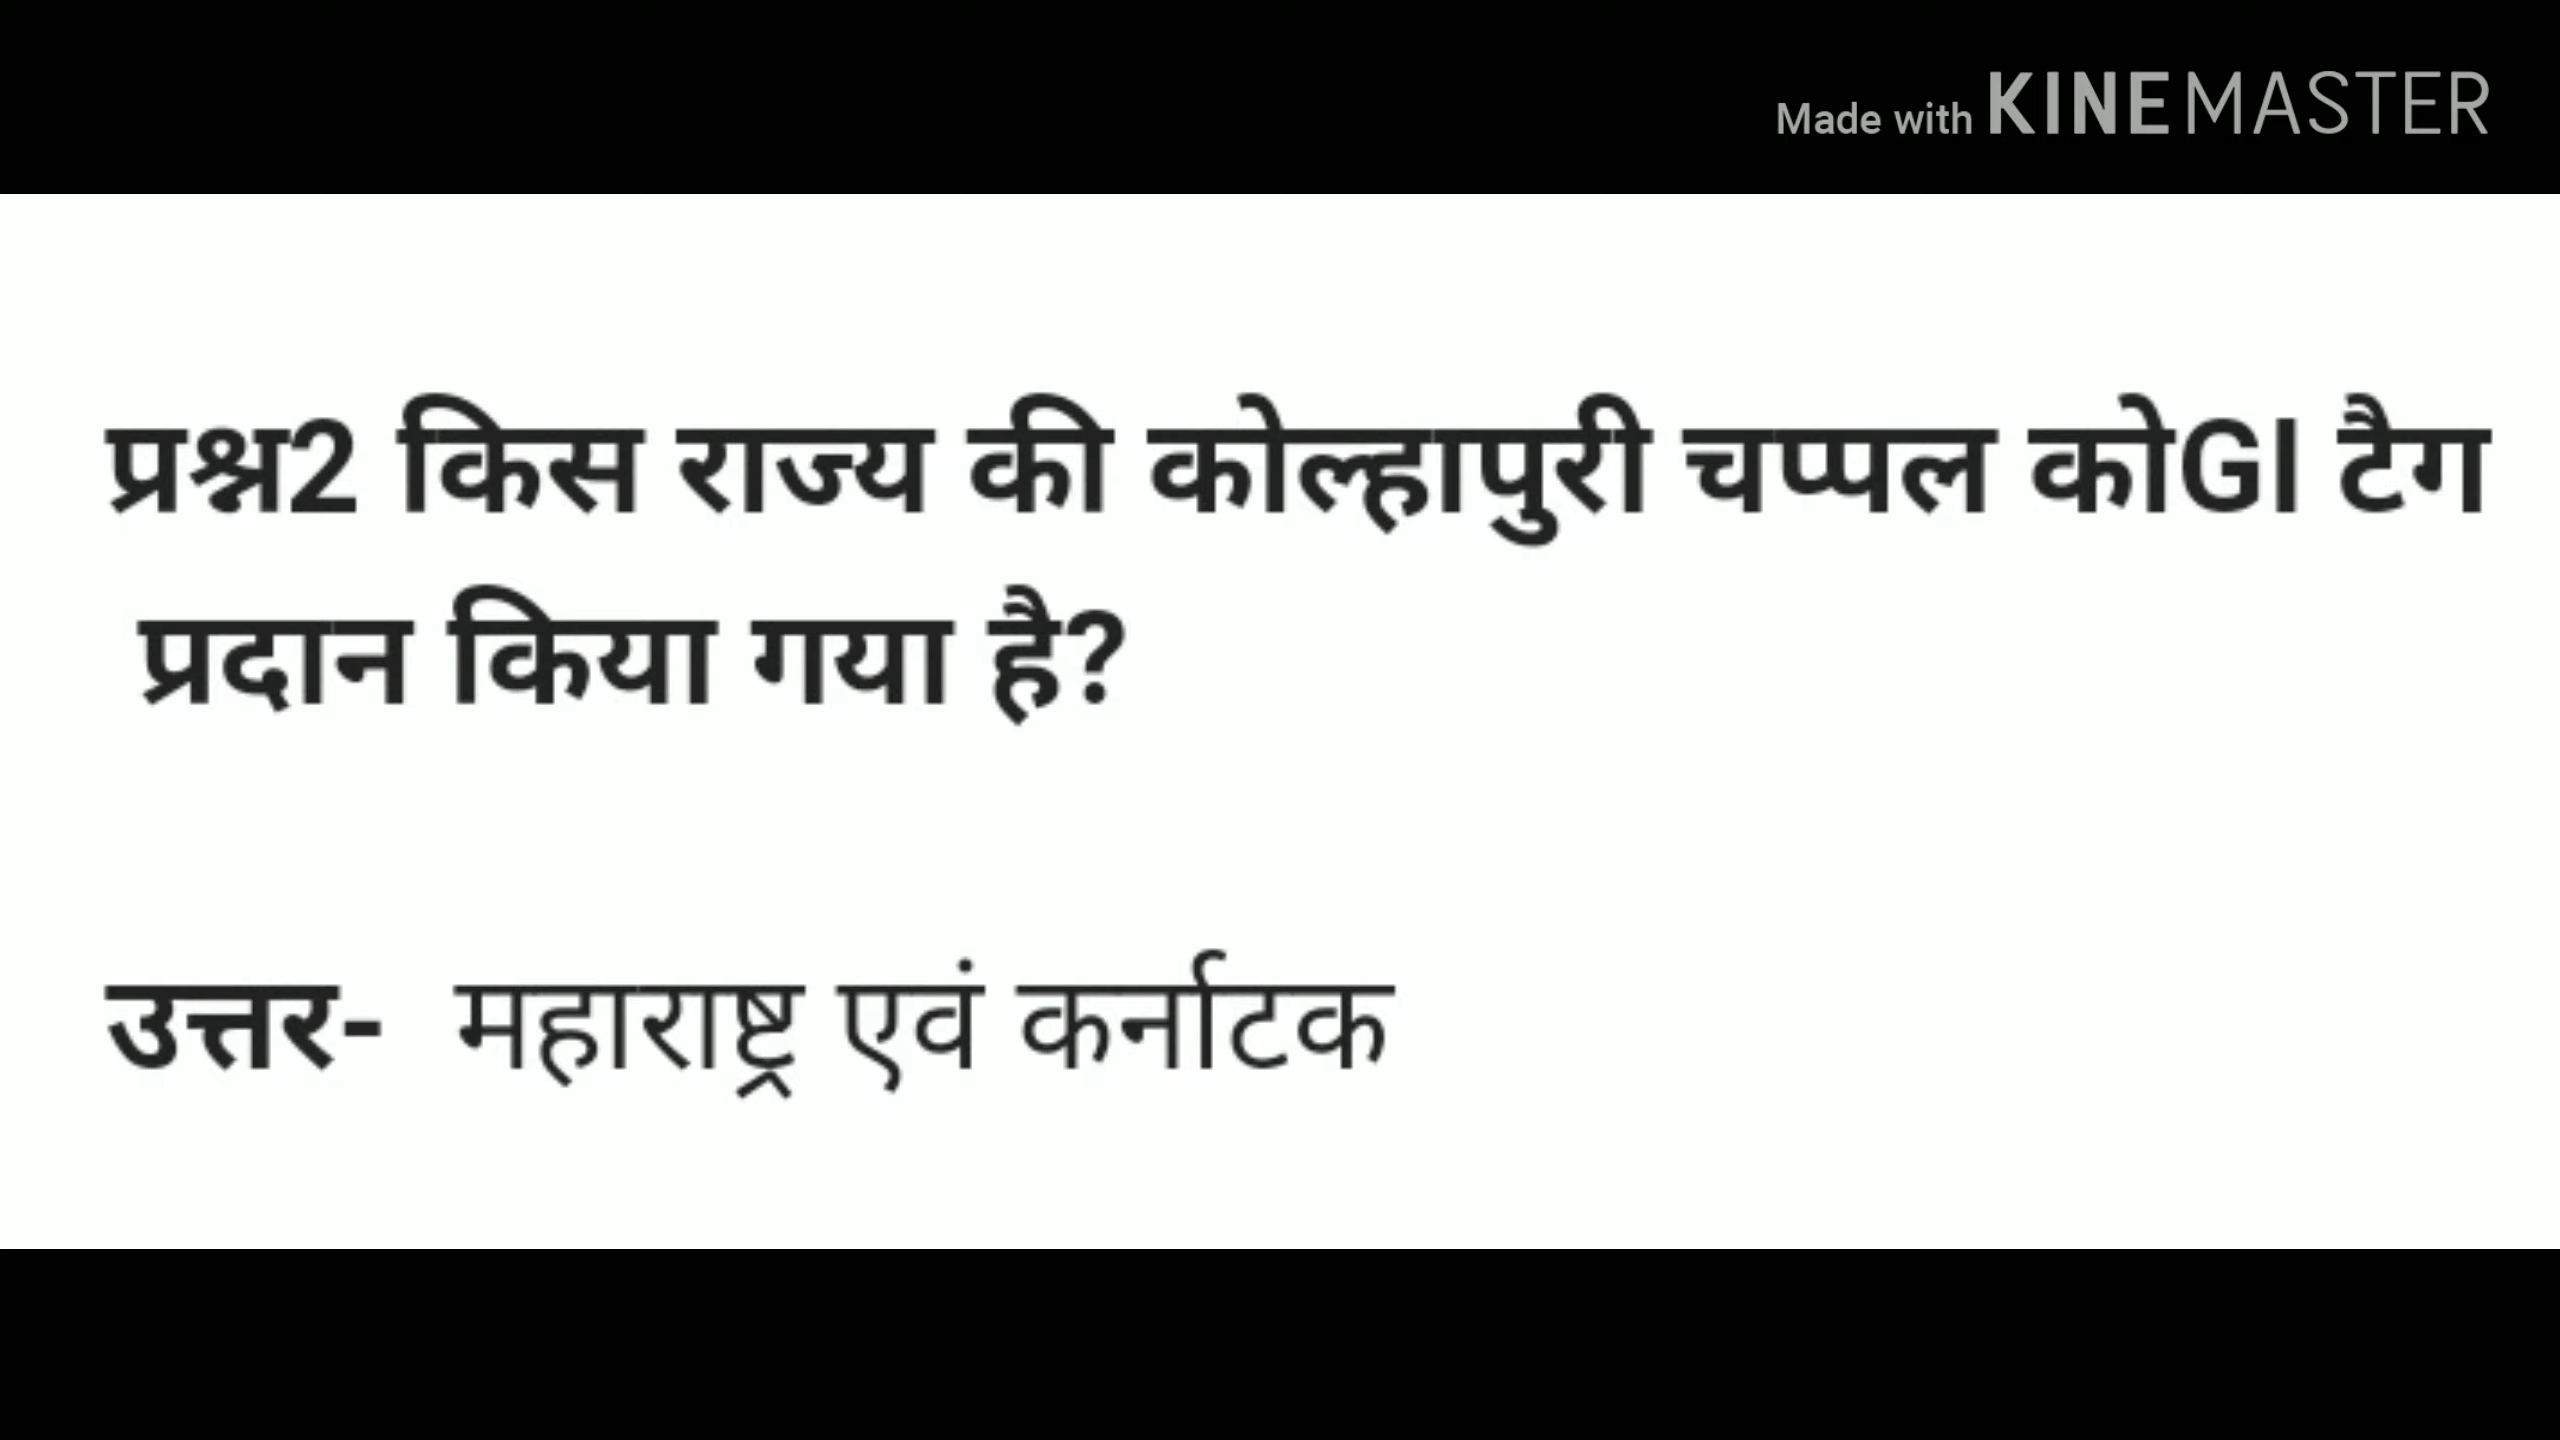 Made with KINEMASTER
प्रश्न2 किस राज्य की कोल्हापुरी चप्पल कोGI टैग
प्रदान किया गया है?
उत्तर- महाराष्ट्र एवं कर्नाटक